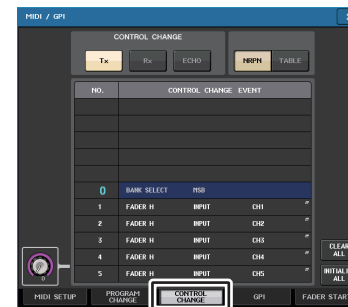 MIDI / GPI
CONTROL CHANGE
Tx Rx ECHO NRPN TABLE
NO. CONTROL CHANGE EVENT
0 BANK SELECT MSB
1 FADER H INPUT CH1
2 FADER H INPUT CH2
3 FADER H INPUT CH3
4 FADER H INPUT CH4
5 FADER H INPUT CH5
CLEAR
ALL
ALL
MIDI SETUP
PROGRAM
CHANGE
CONTROL
CHANGE
GPI
FADER START